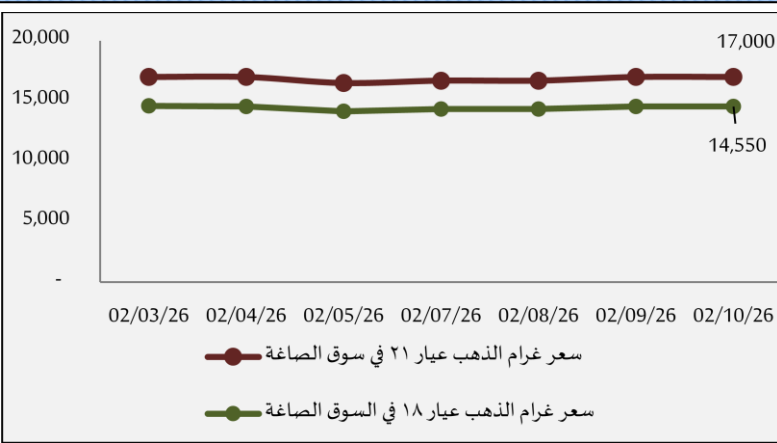 20,000
15,000
10,000
5,000
-
17,000
14,550
02/03/26 02/04/26 02/05/26 02/07/26 02/08/26 02/09/26 02/10/26
سعر غرام الذهب عيار ٢١ في سوق الصاغة
سعر غرام الذهب عيار ١٨ في السوق الصاغة